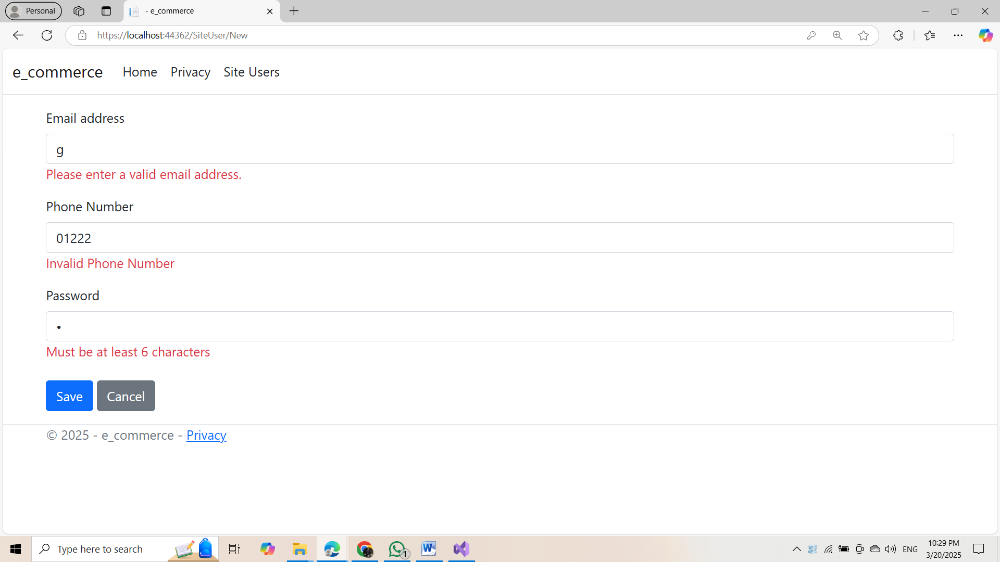 Personal
- e_commerce
https://localhost:44362/SiteUser/New
e_commerce Home Privacy Site Users
Email address
g
Please enter a valid email address.
Phone Number
01222
Invalid Phone Number
Password
•
Must be at least 6 characters
Save Cancel
© 2025 - e_commerce - Privacy
Type here to search
1
W
ENG
10:29 PM
3/20/2025